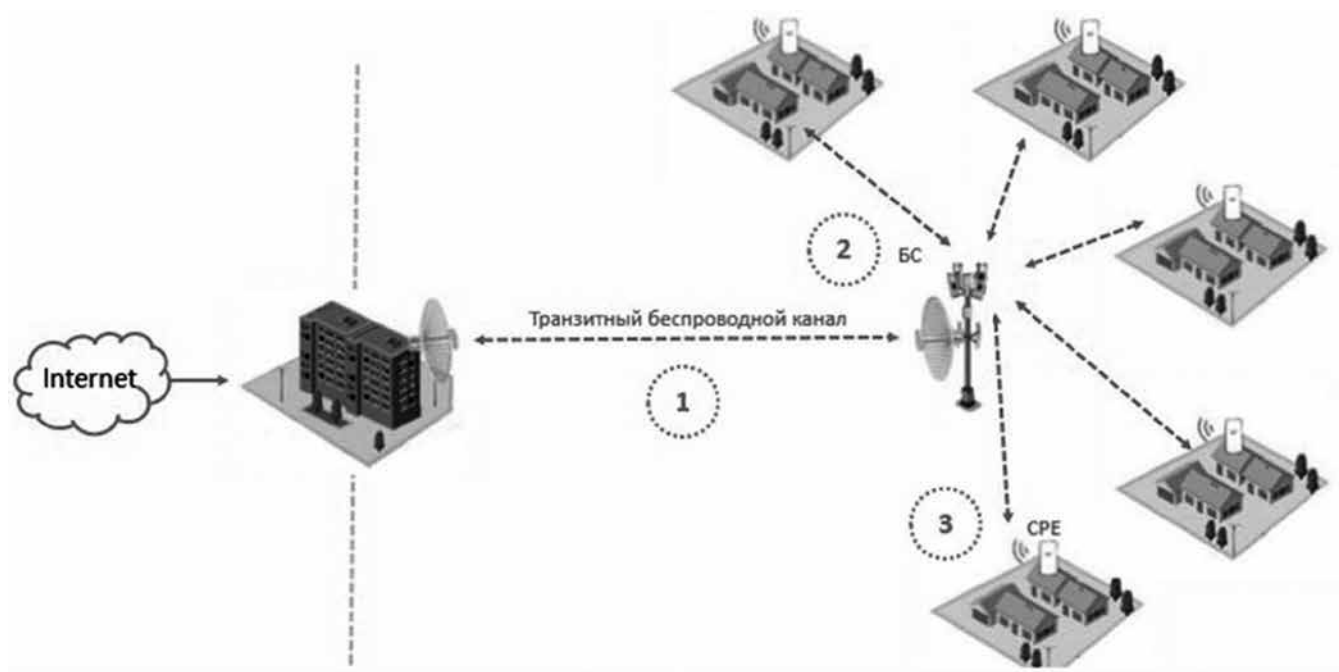 2
БС
Транзитный беспроводной канал
Internet
1
3
CPE